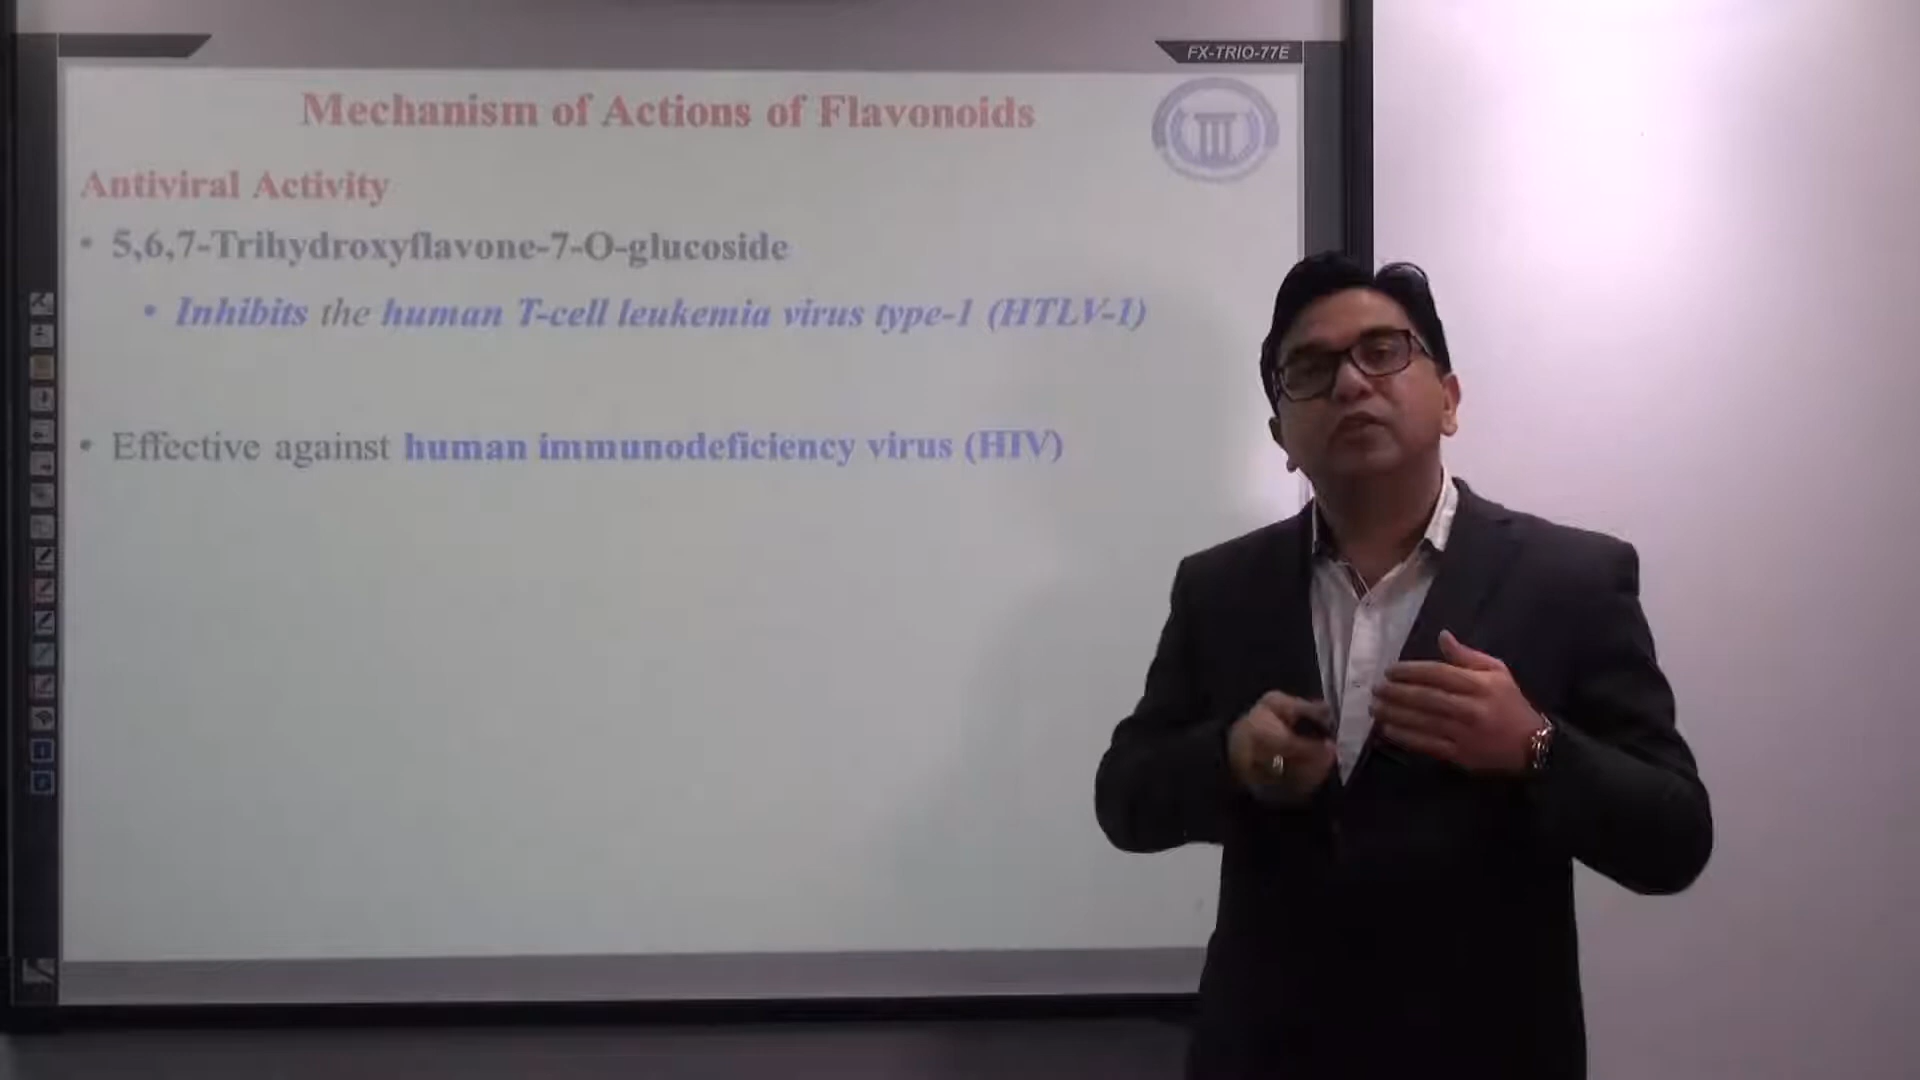 FX-TRIO-77E
Mechanism of Actions of Flavonoids
Antiviral Activity
• 5,6,7-Trihydroxyflavone-7-O-glucoside
• Inhibits the human T-cell leukemia virus type-1 (HTLV-1)
• Effective against human immunodeficiency virus (HIV)